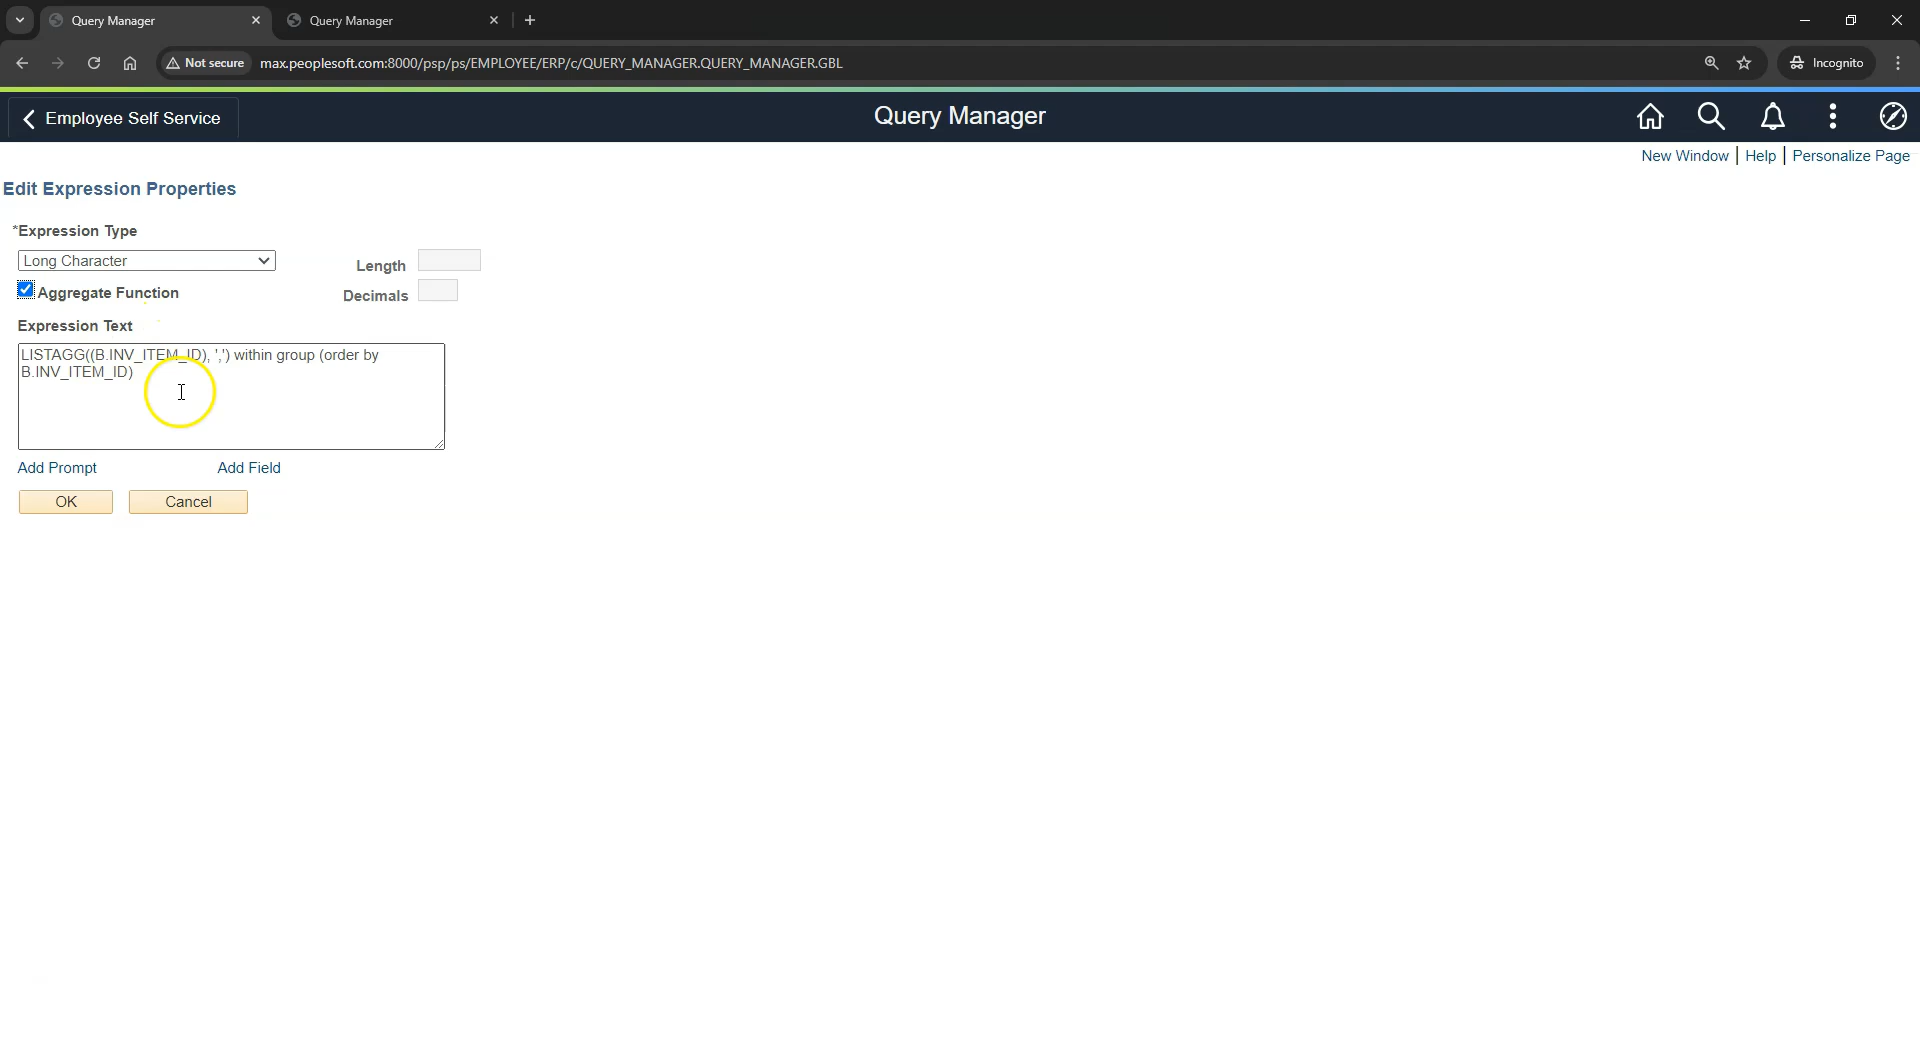 Query Manager
Query Manager
Not secure
max.peoplesoft.com:8000/psp/ps/EMPLOYEE/ERP/c/QUERY_MANAGER.QUERY_MANAGER.GBL
Incognito
Employee Self Service
Query Manager
New Window
Help
Personalize Page
Edit Expression Properties
*Expression Type
Long Character
Length
Aggregate Function
Decimals
Expression Text
LISTAGG((B.INV_ITEM_ID), ',') within group (order by
B.INV_ITEM_ID)
Add Prompt
Add Field
OK
Cancel